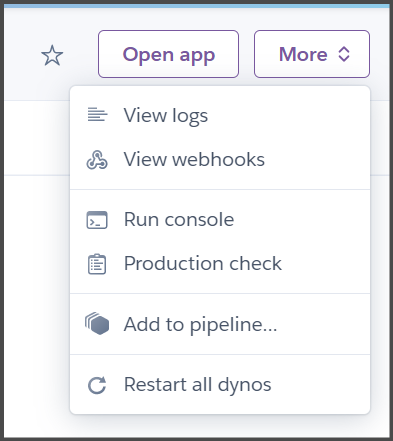 Open app
More
View logs
View webhooks
Run console
Production check
Add to pipeline...
Restart all dynos